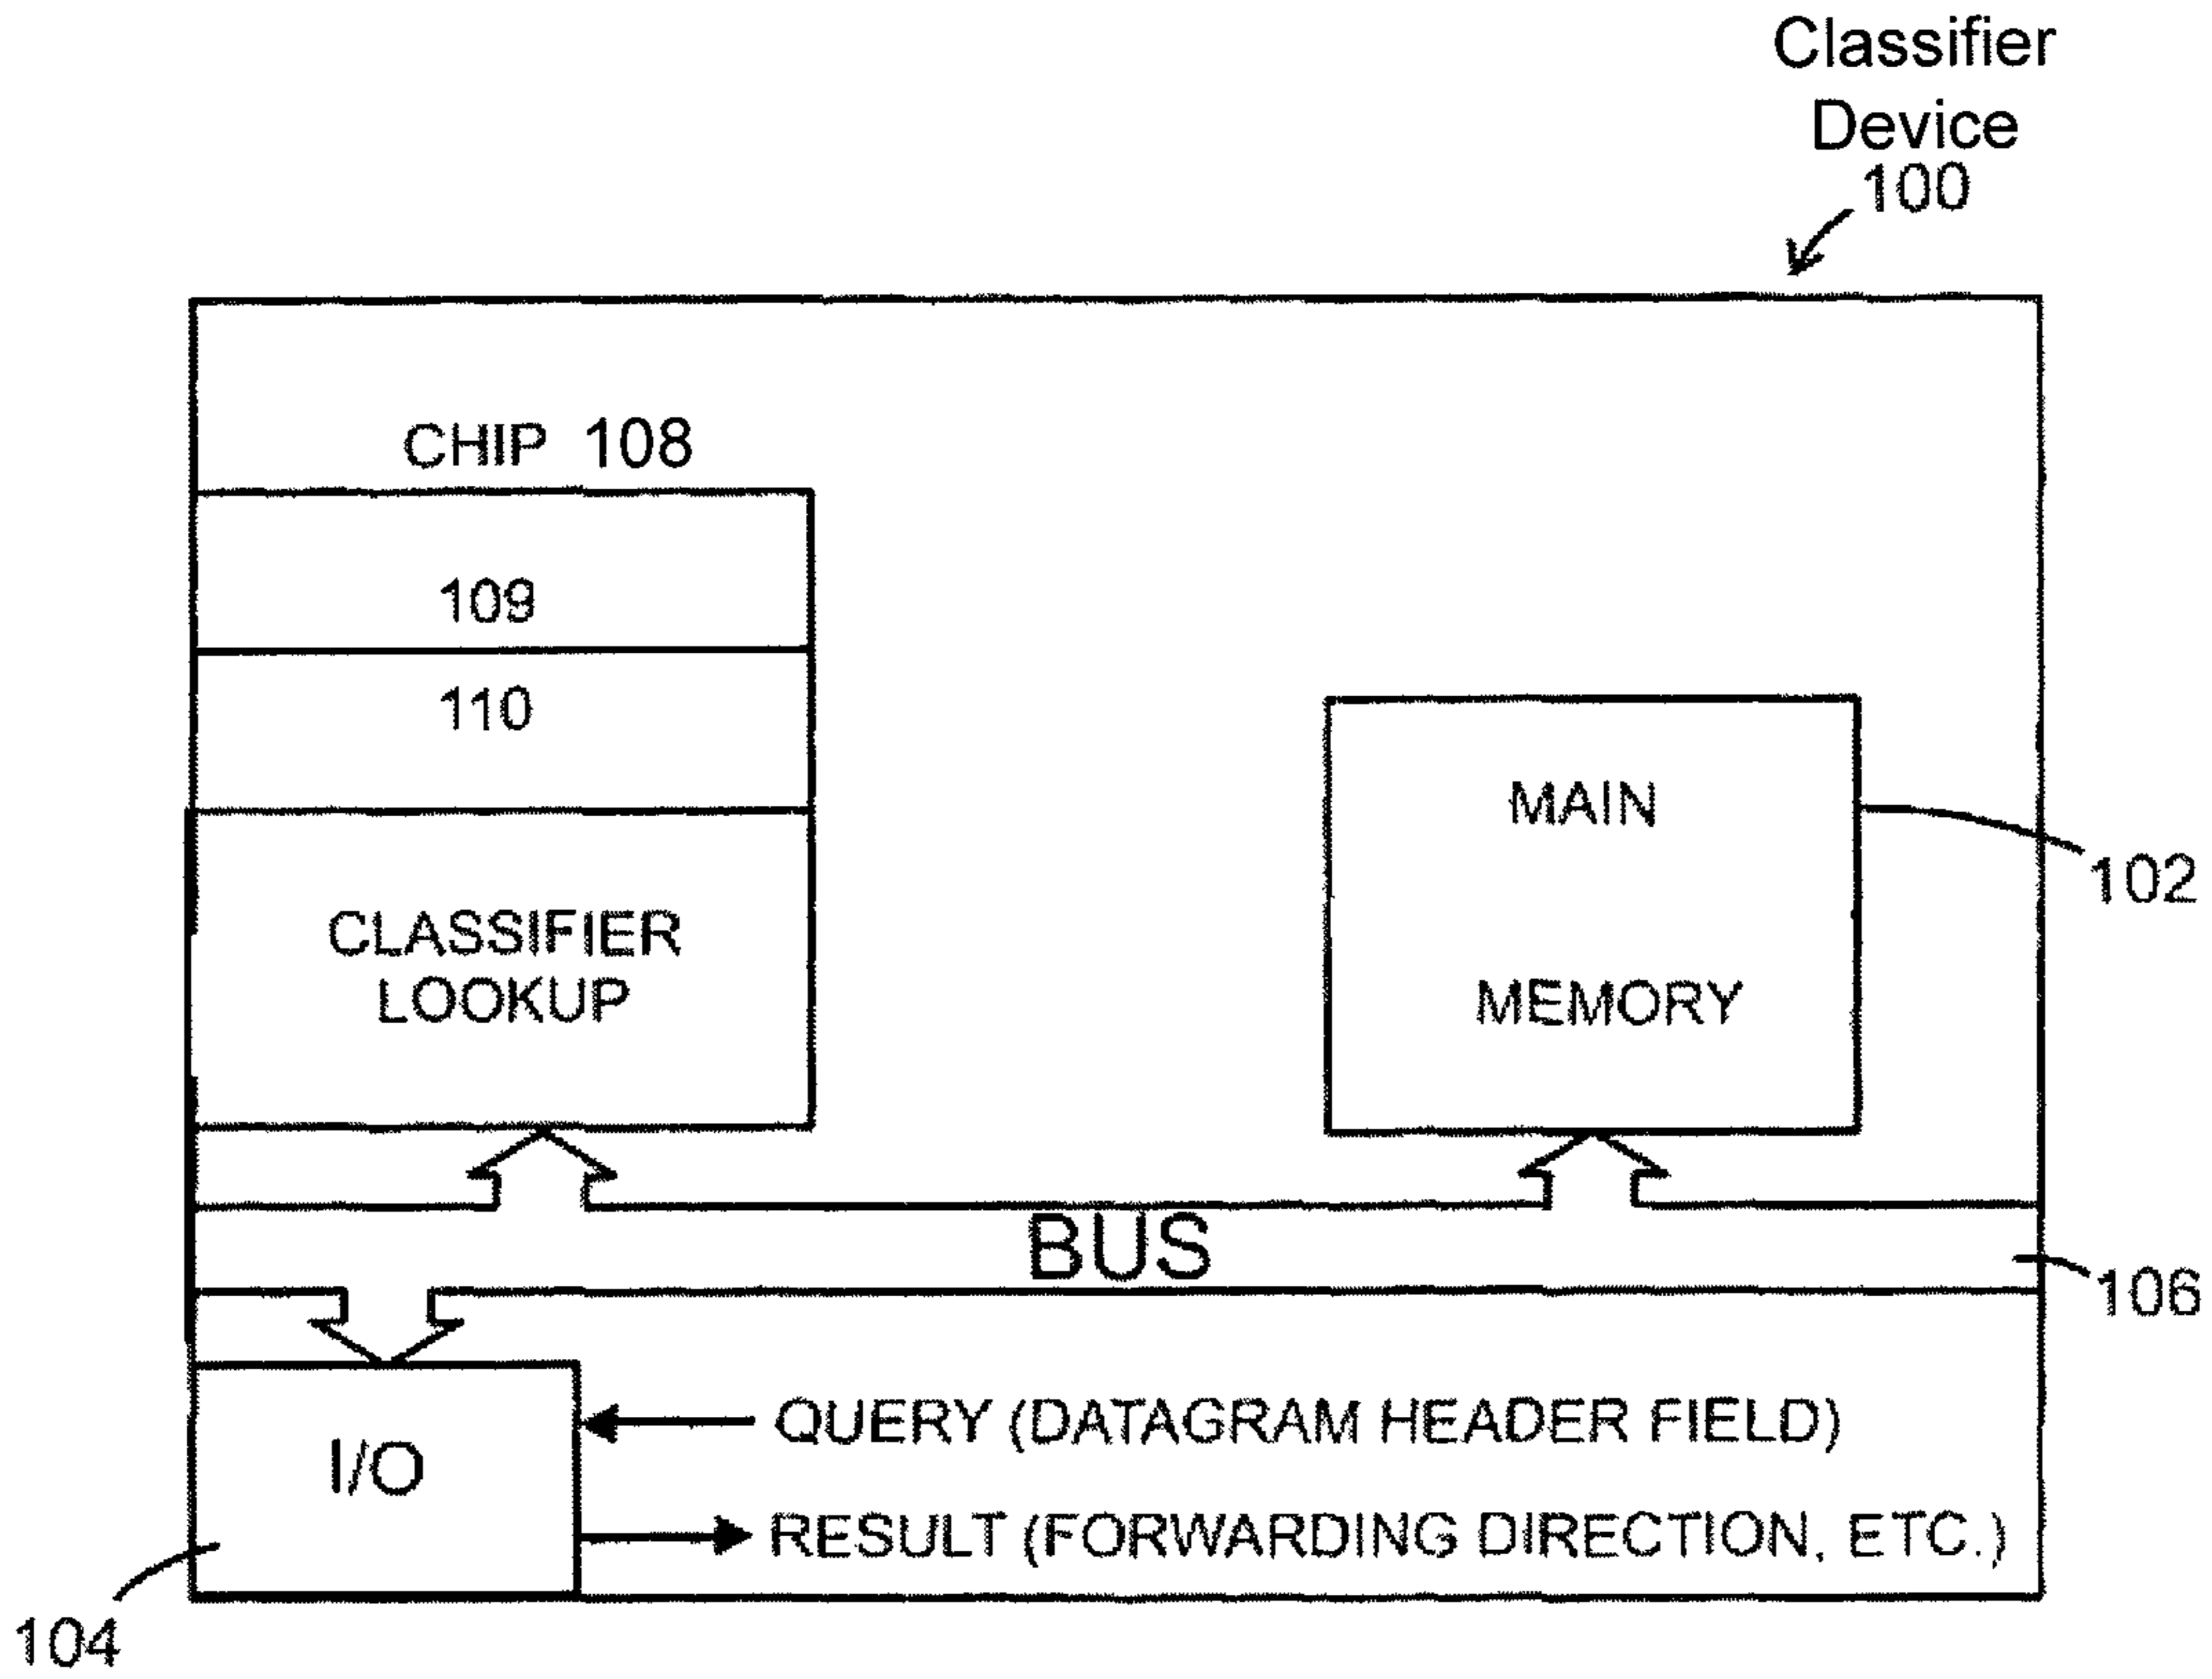 Classifier
Device
100
CHIP 108
109
110
CLASSIFIER
LOOKUP
MAIN
MEMORY
102
BUS
106
I/O
QUERY (DATAGRAM HEADER FIELD)
RESULT (FORWARDING DIRECTION, ETC.)
104